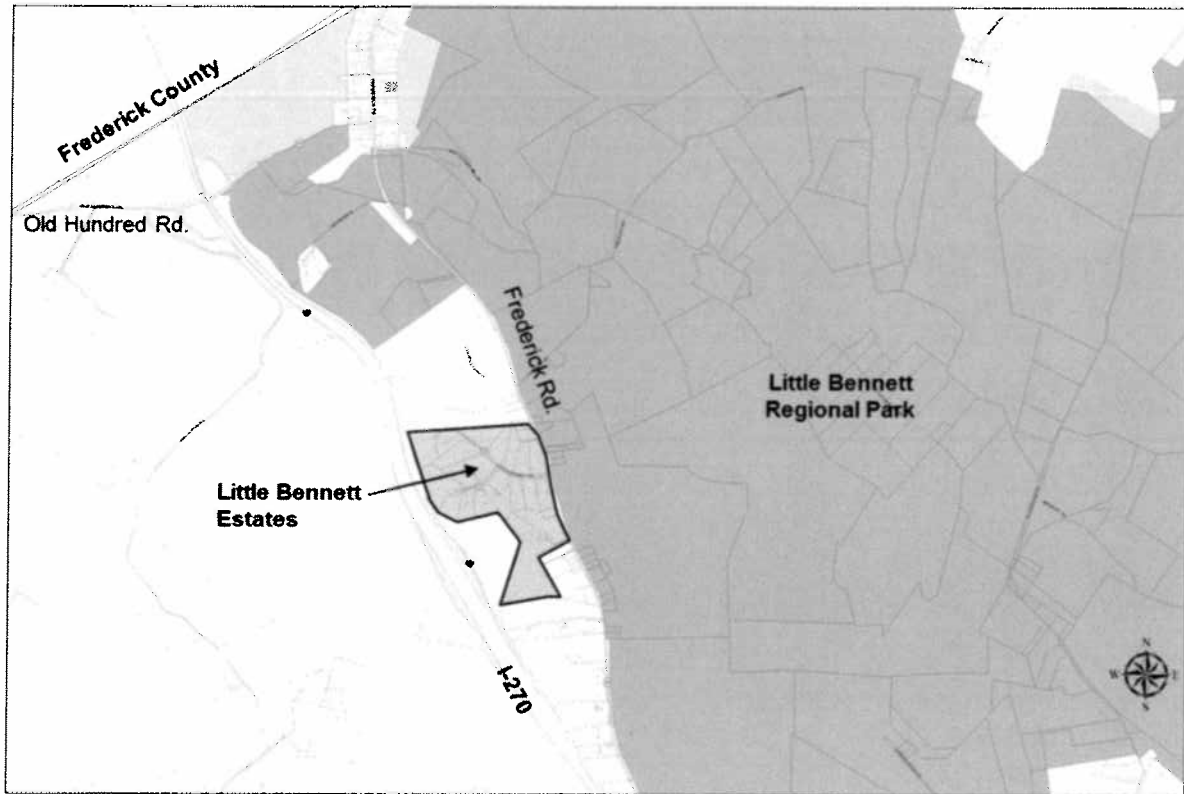 Frederick County
Old Hundred Rd.
Frederick Rd.
Little Bennett
Regional Park
Little Bennett
Estates
I-270
N
W
E
S